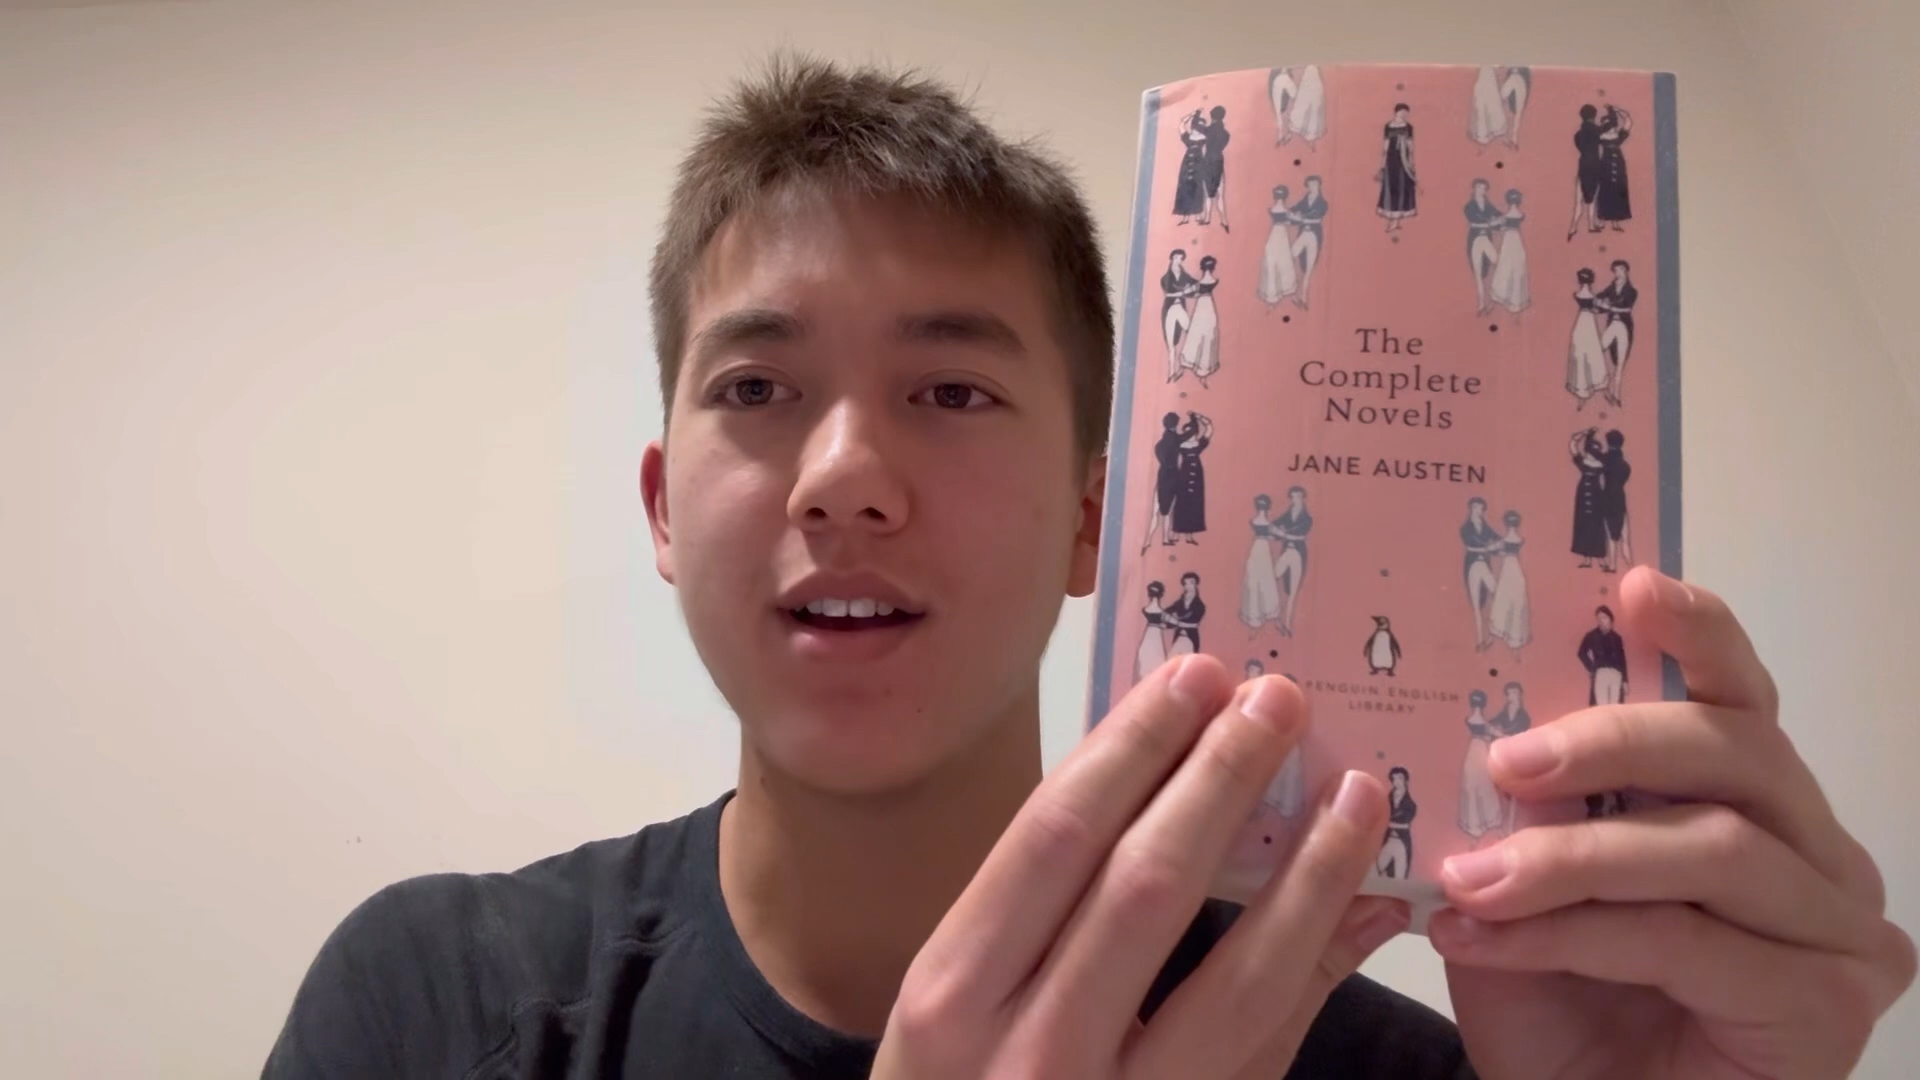 The
Complete
Novels
JANE AUSTEN
PENGUIN ENGLISH
LIBRARY